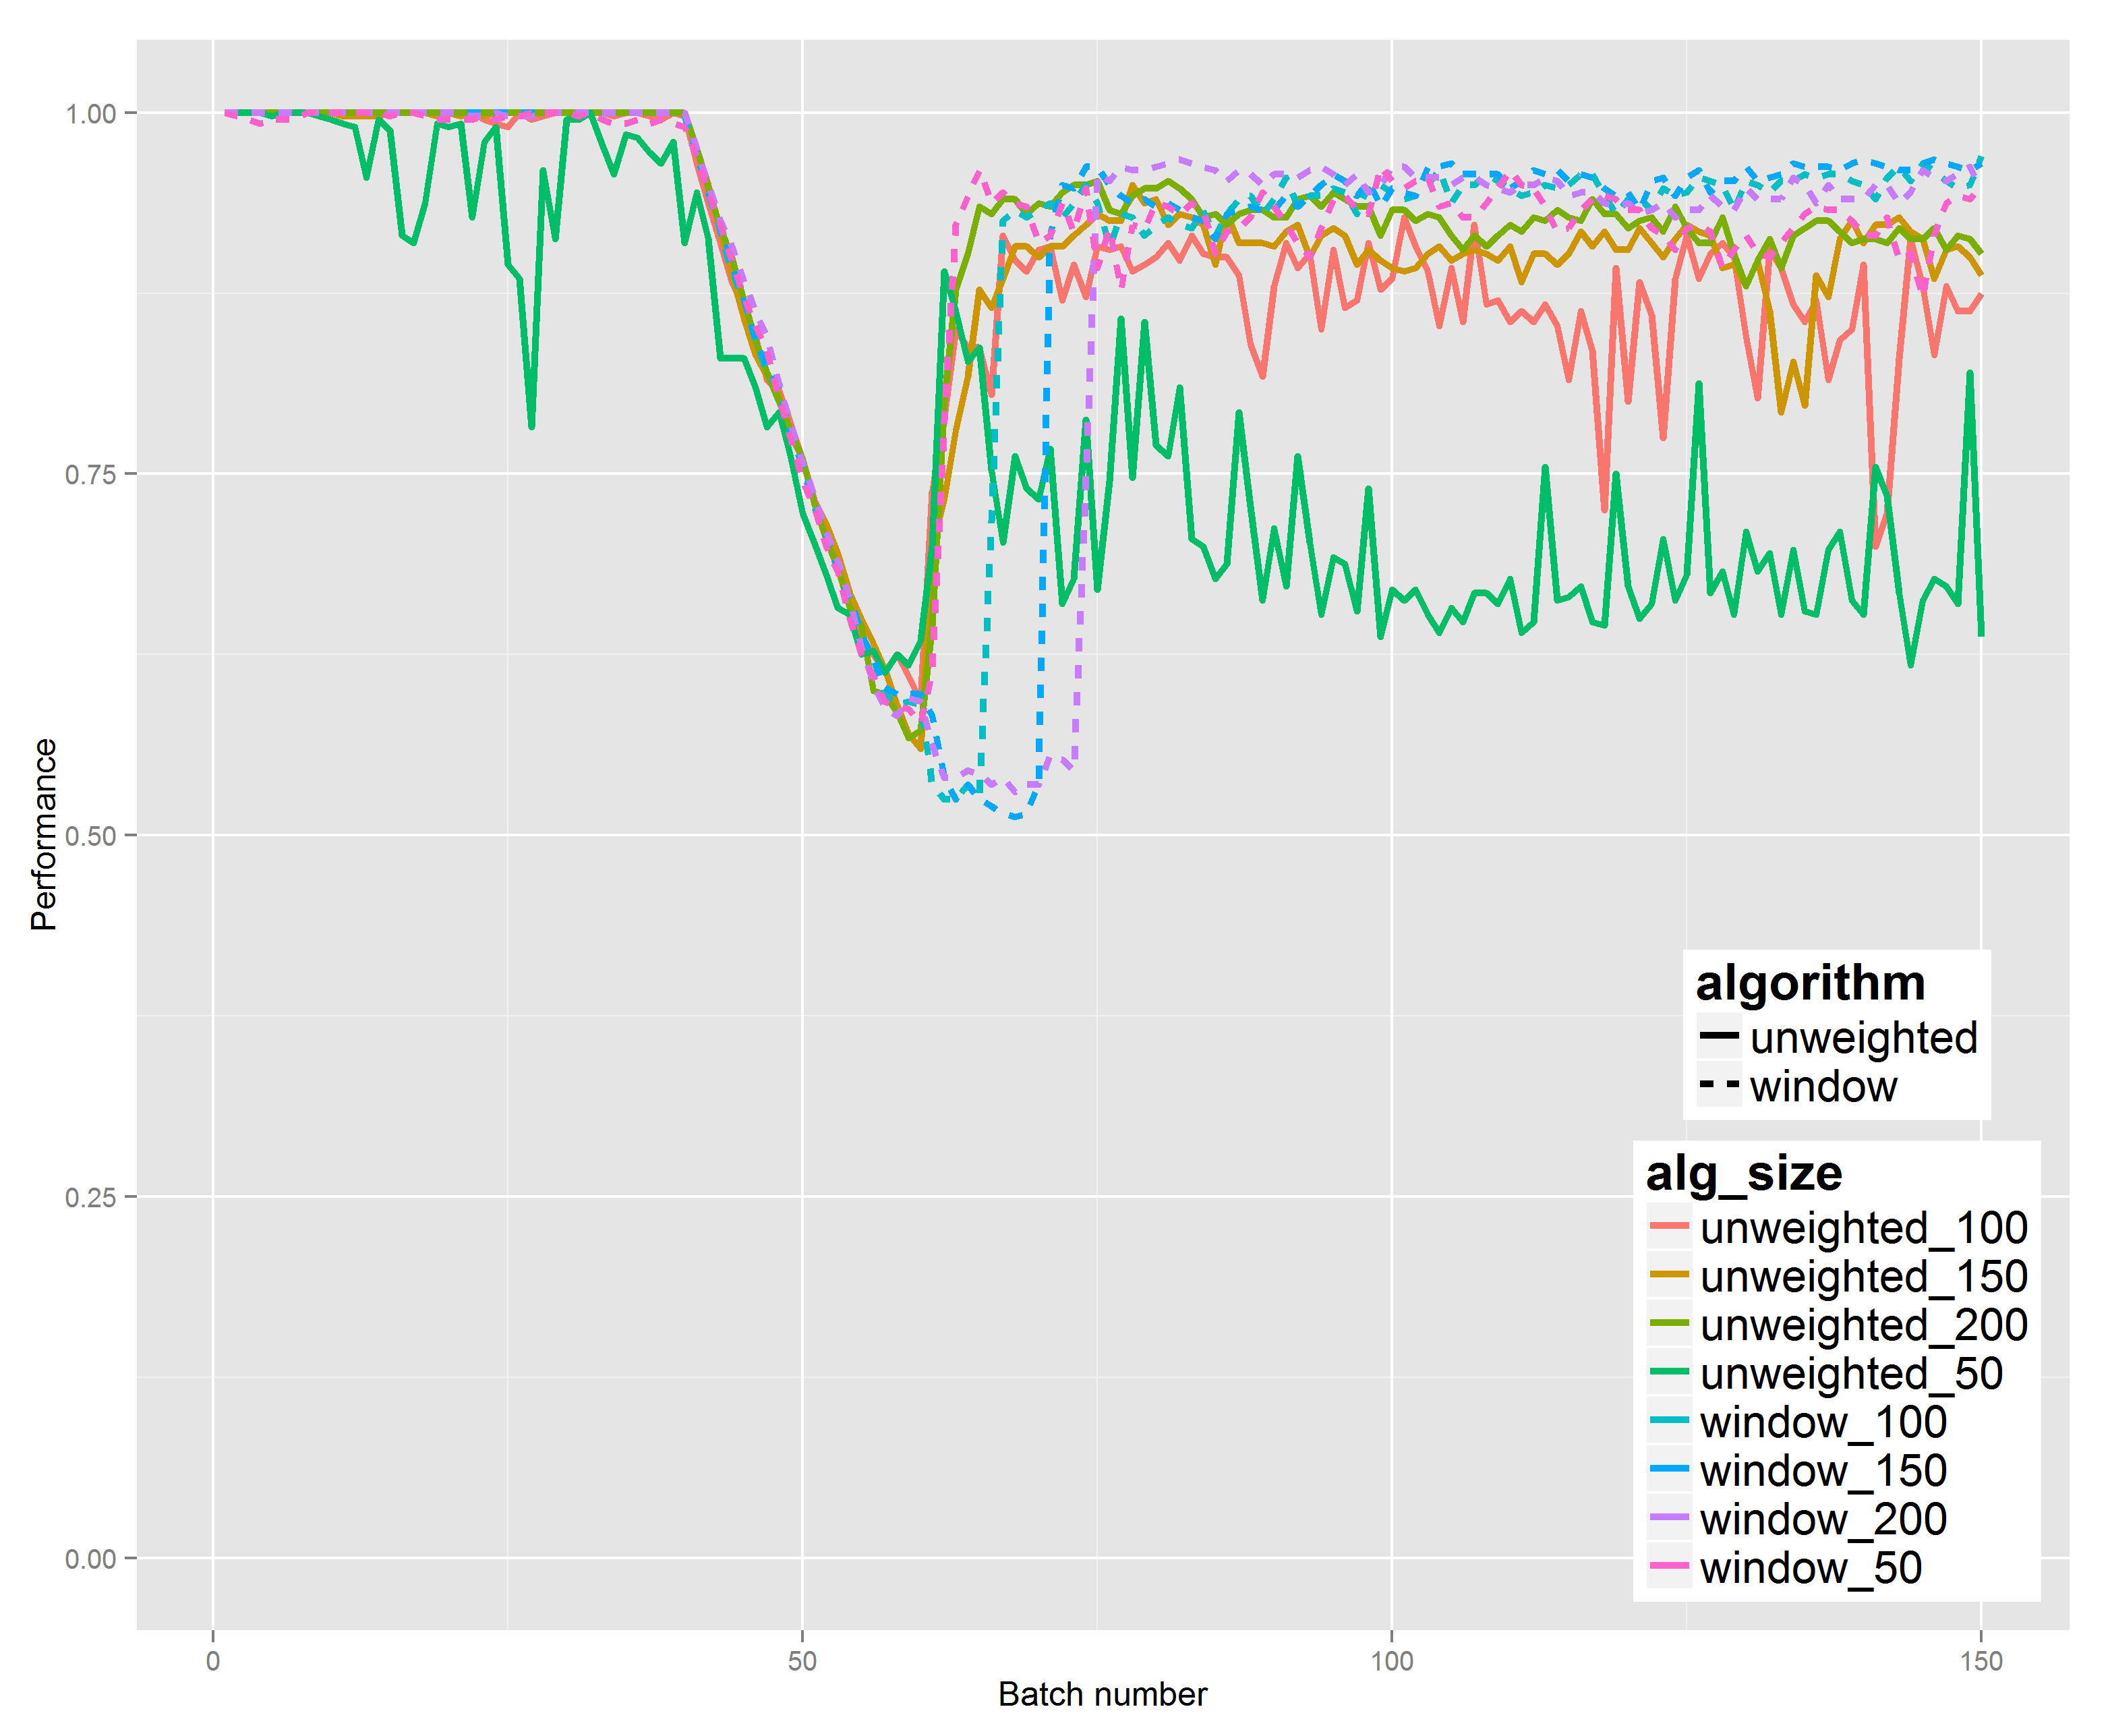 1.00
0.75
0.50
0.25
0.00
Performance
0
50
100
150
Batch number
algorithm
unweighted
window
alg_size
unweighted_100
unweighted_150
unweighted_200
unweighted_50
window_100
window_150
window_200
window_50